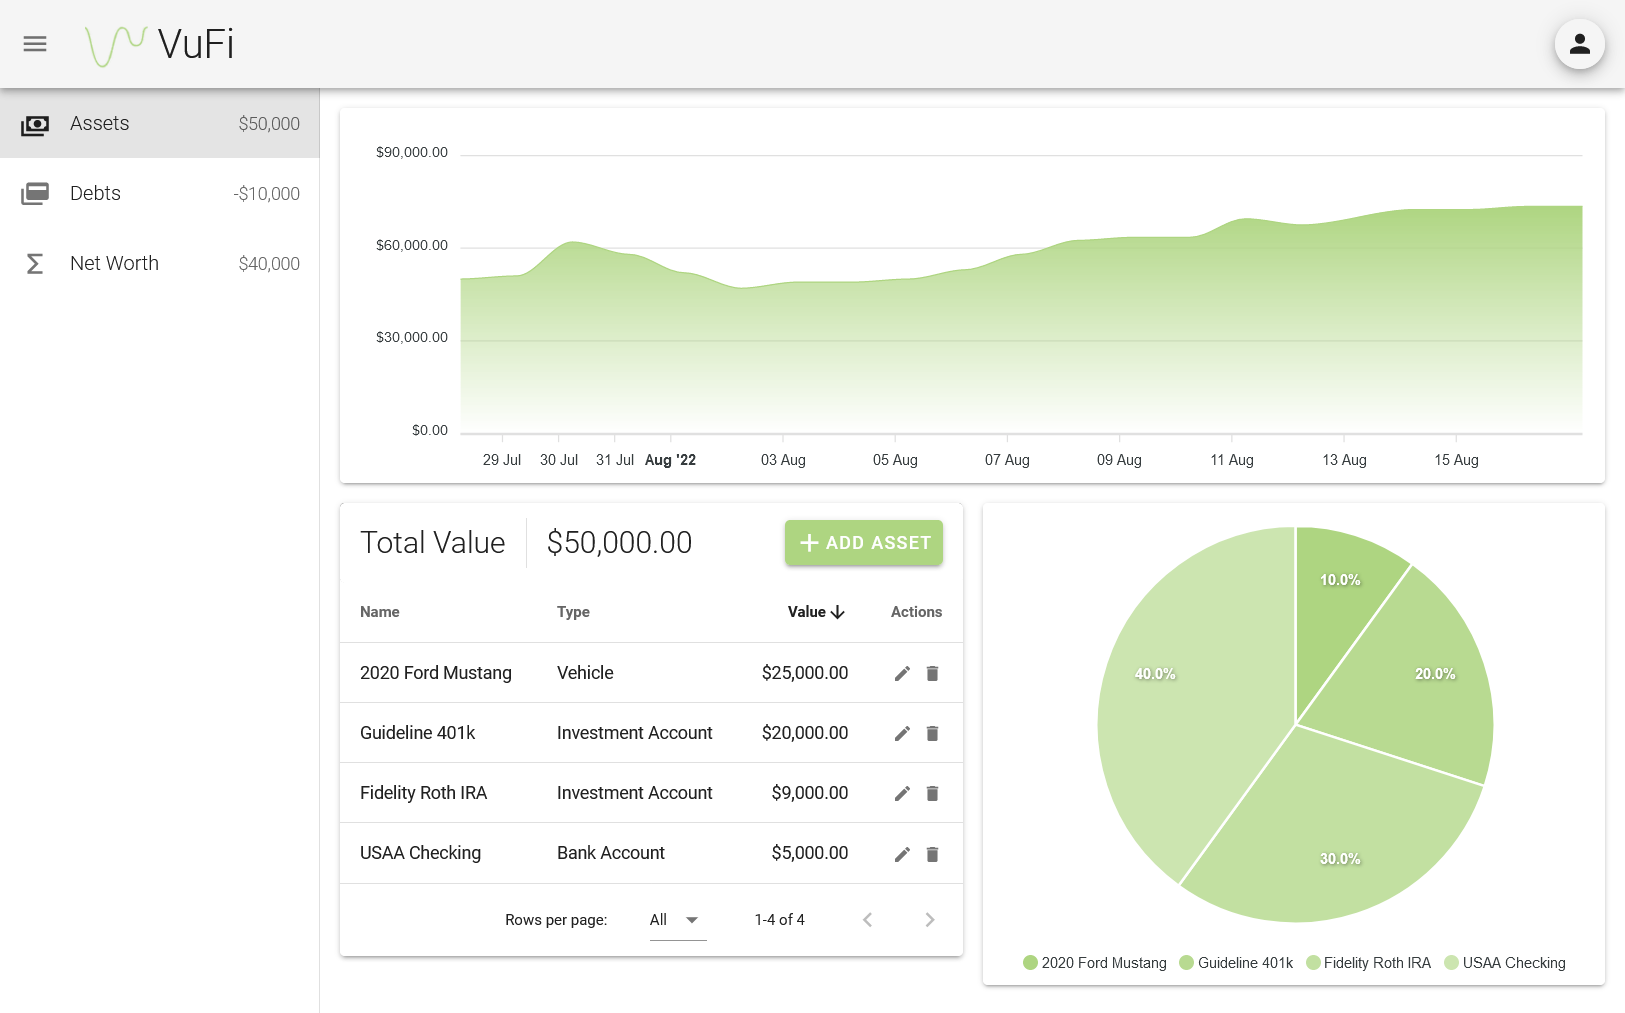 VuFi
Assets $50,000
Debts -$10,000
Net Worth $40,000
$90,000.00
$60,000.00
$30,000.00
$0.00
29 Jul 30 Jul 31 Jul Aug '22 03 Aug 05 Aug 07 Aug 09 Aug 11 Aug 13 Aug 15 Aug
Total Value $50,000.00 ADD ASSET
Name Type Value Actions
2020 Ford Mustang Vehicle $25,000.00
Guideline 401k Investment Account $20,000.00
Fidelity Roth IRA Investment Account $9,000.00
USAA Checking Bank Account $5,000.00
Rows per page: All 1-4 of 4
10.0%
40.0% 20.0%
30.0%
2020 Ford Mustang Guideline 401k Fidelity Roth IRA USAA Checking